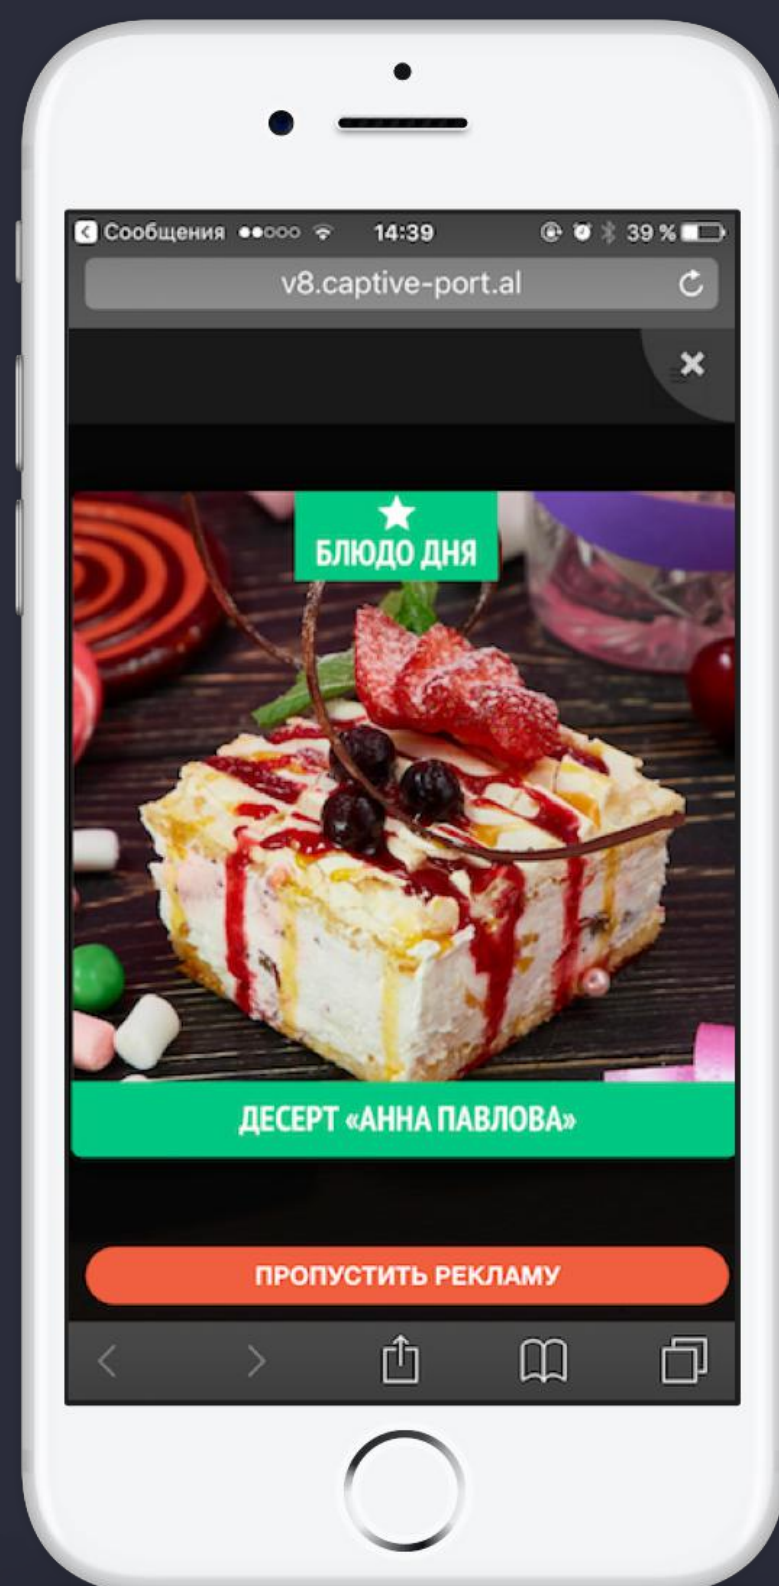 Сообщения 14:39 39 %
v8.captive-port.al
БЛЮДО ДНЯ
ДЕСЕРТ «АННА ПАВЛОВА»
ПРОПУСТИТЬ РЕКЛАМУ